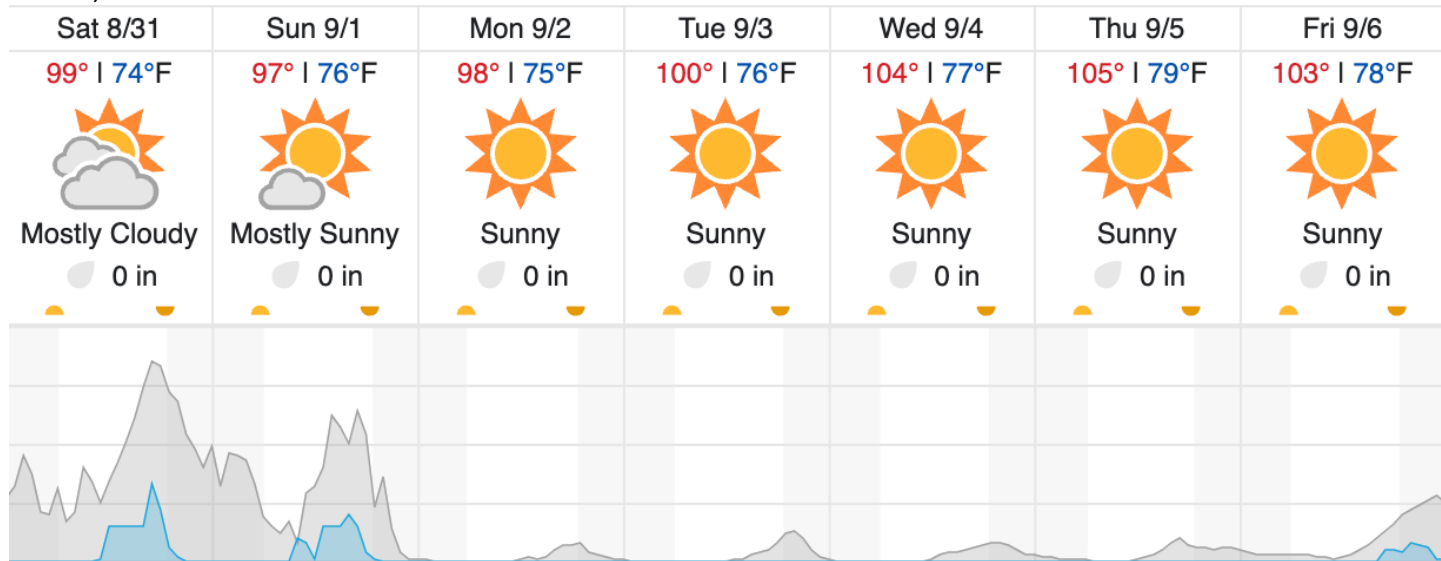 Sat 8/31 Sun 9/1 Mon 9/2 Tue 9/3 Wed 9/4 Thu 9/5 Fri 9/6
99° | 74°F 97° | 76°F 98° | 75°F 100° | 76°F 104° | 77°F 105° | 79°F 103° | 78°F
Mostly Cloudy Mostly Sunny Sunny Sunny Sunny Sunny Sunny
0 in 0 in 0 in 0 in 0 in 0 in 0 in